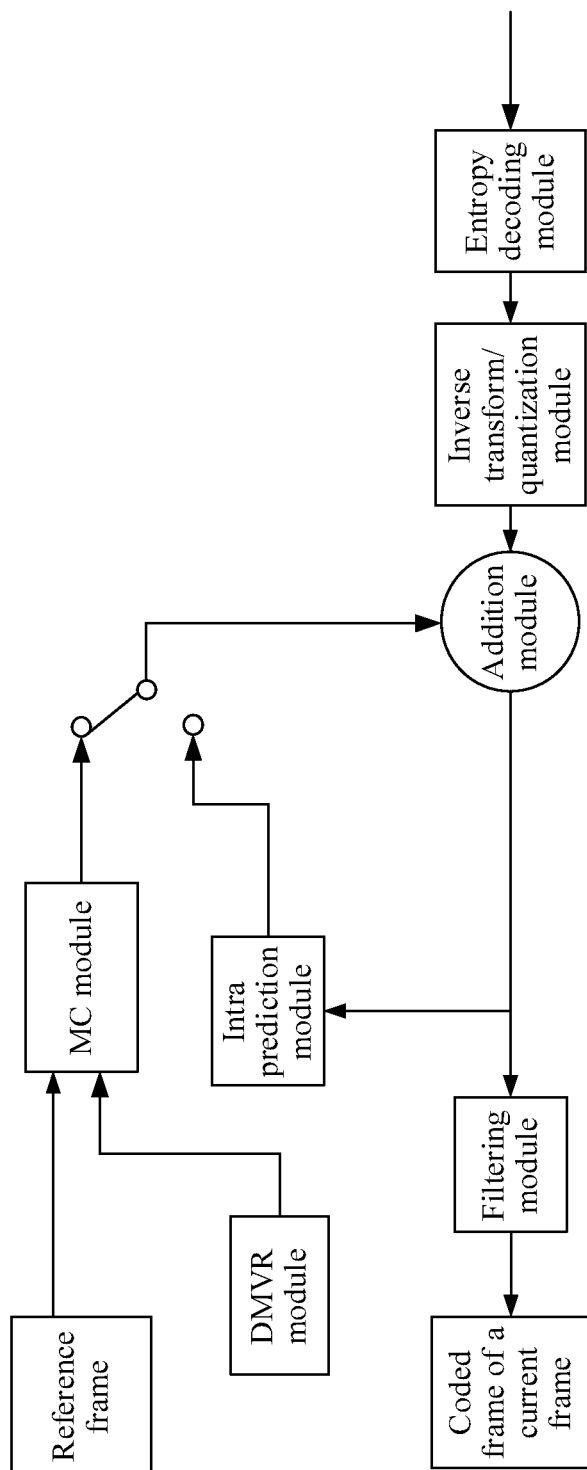 Reference
frame
MC module
DMVR
module
Intra
prediction
module
Coded
frame of a
current
frame
Filtering
module
Addition
module
Inverse
transform/
quantization
module
Entropy
decoding
module